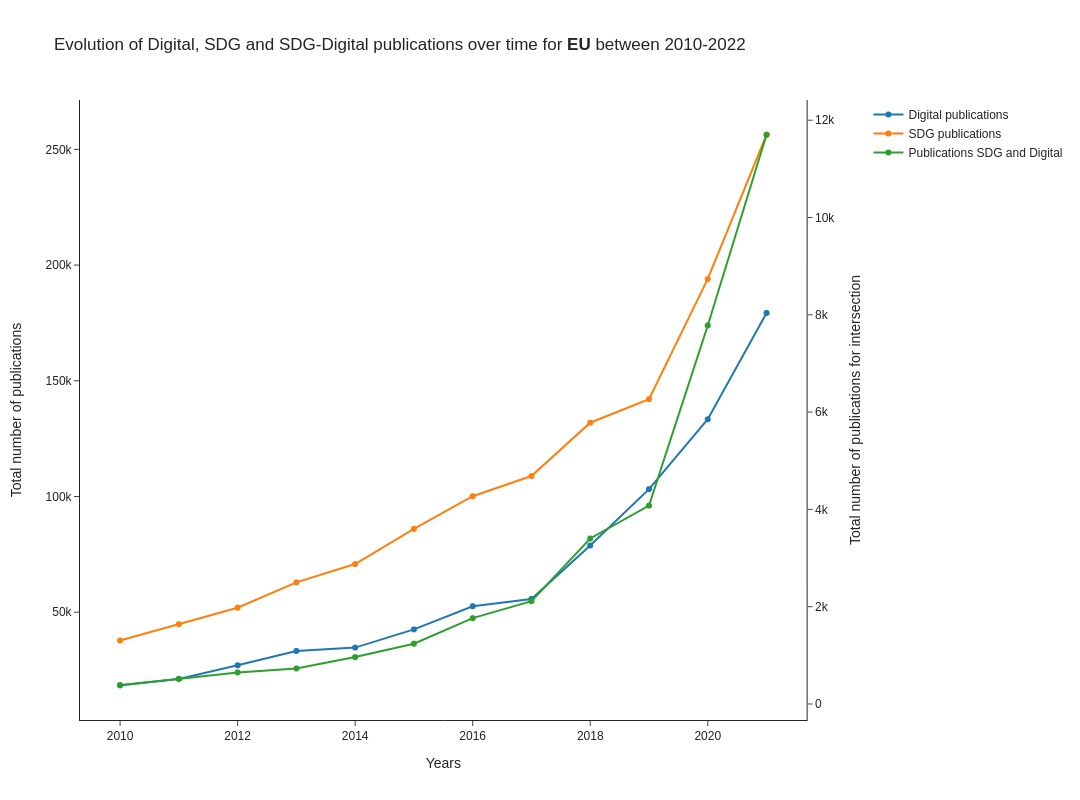 Evolution of Digital, SDG and SDG-Digital publications over time for EU between 2010-2022
Digital publications
SDG publications
Publications SDG and Digital
Total number of publications
250k
200k
150k
100k
50k
12k
10k
8k
6k
4k
2k
0
Total number of publications for intersection
2010
2012
2014
2016
2018
2020
Years